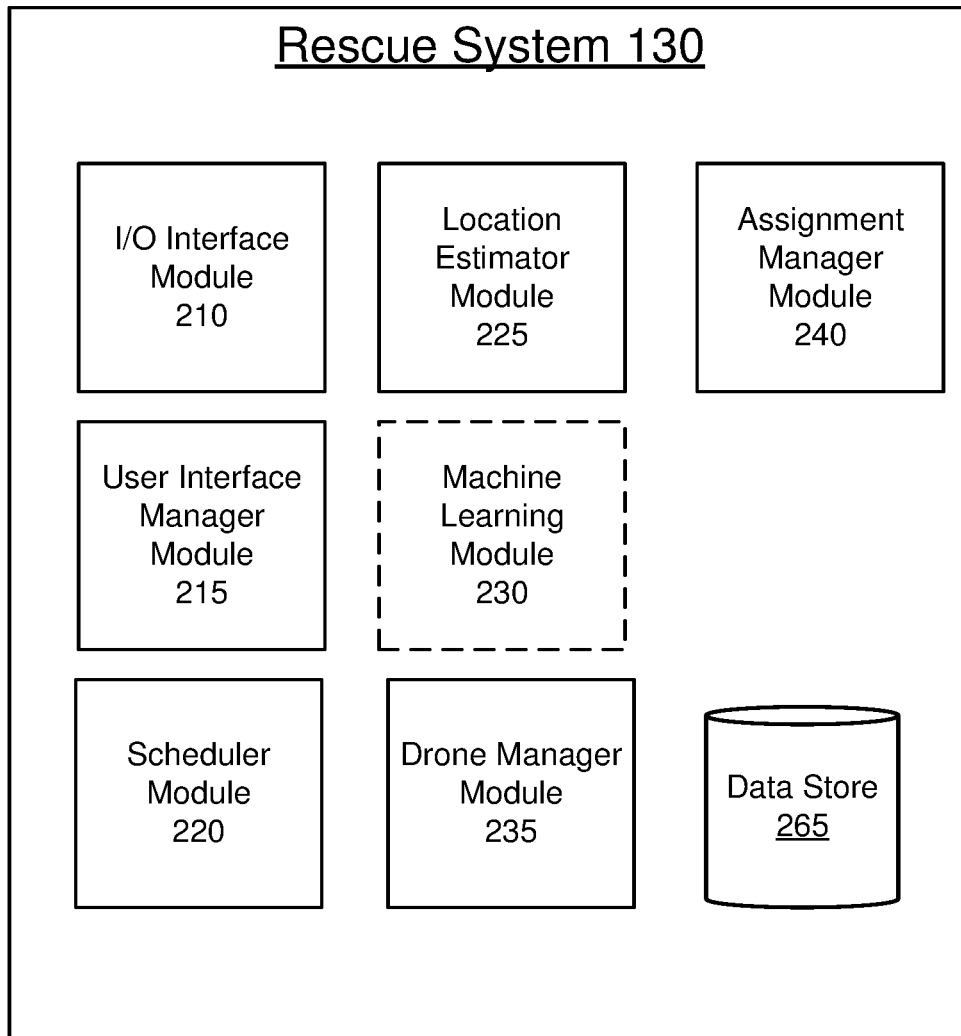 Rescue System 130
I/O Interface
Module
210
Location
Estimator
Module
225
Assignment
Manager
Module
240
User Interface
Manager
Module
215
Machine
Learning
Module
230
Scheduler
Module
220
Drone Manager
Module
235
Data Store
265